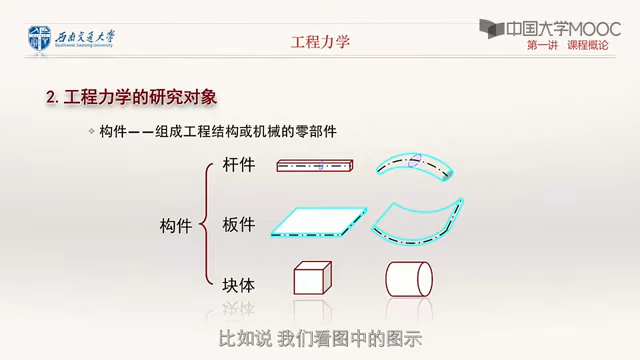 西南交通大学
Southwest Jiaotong University
工程力学
中国大学MOOC
第一讲 课程概论
2.工程力学的研究对象
构件——组成工程结构或机械的零部件
杆件
构件
板件
块体
比如说 我们看图中的图示